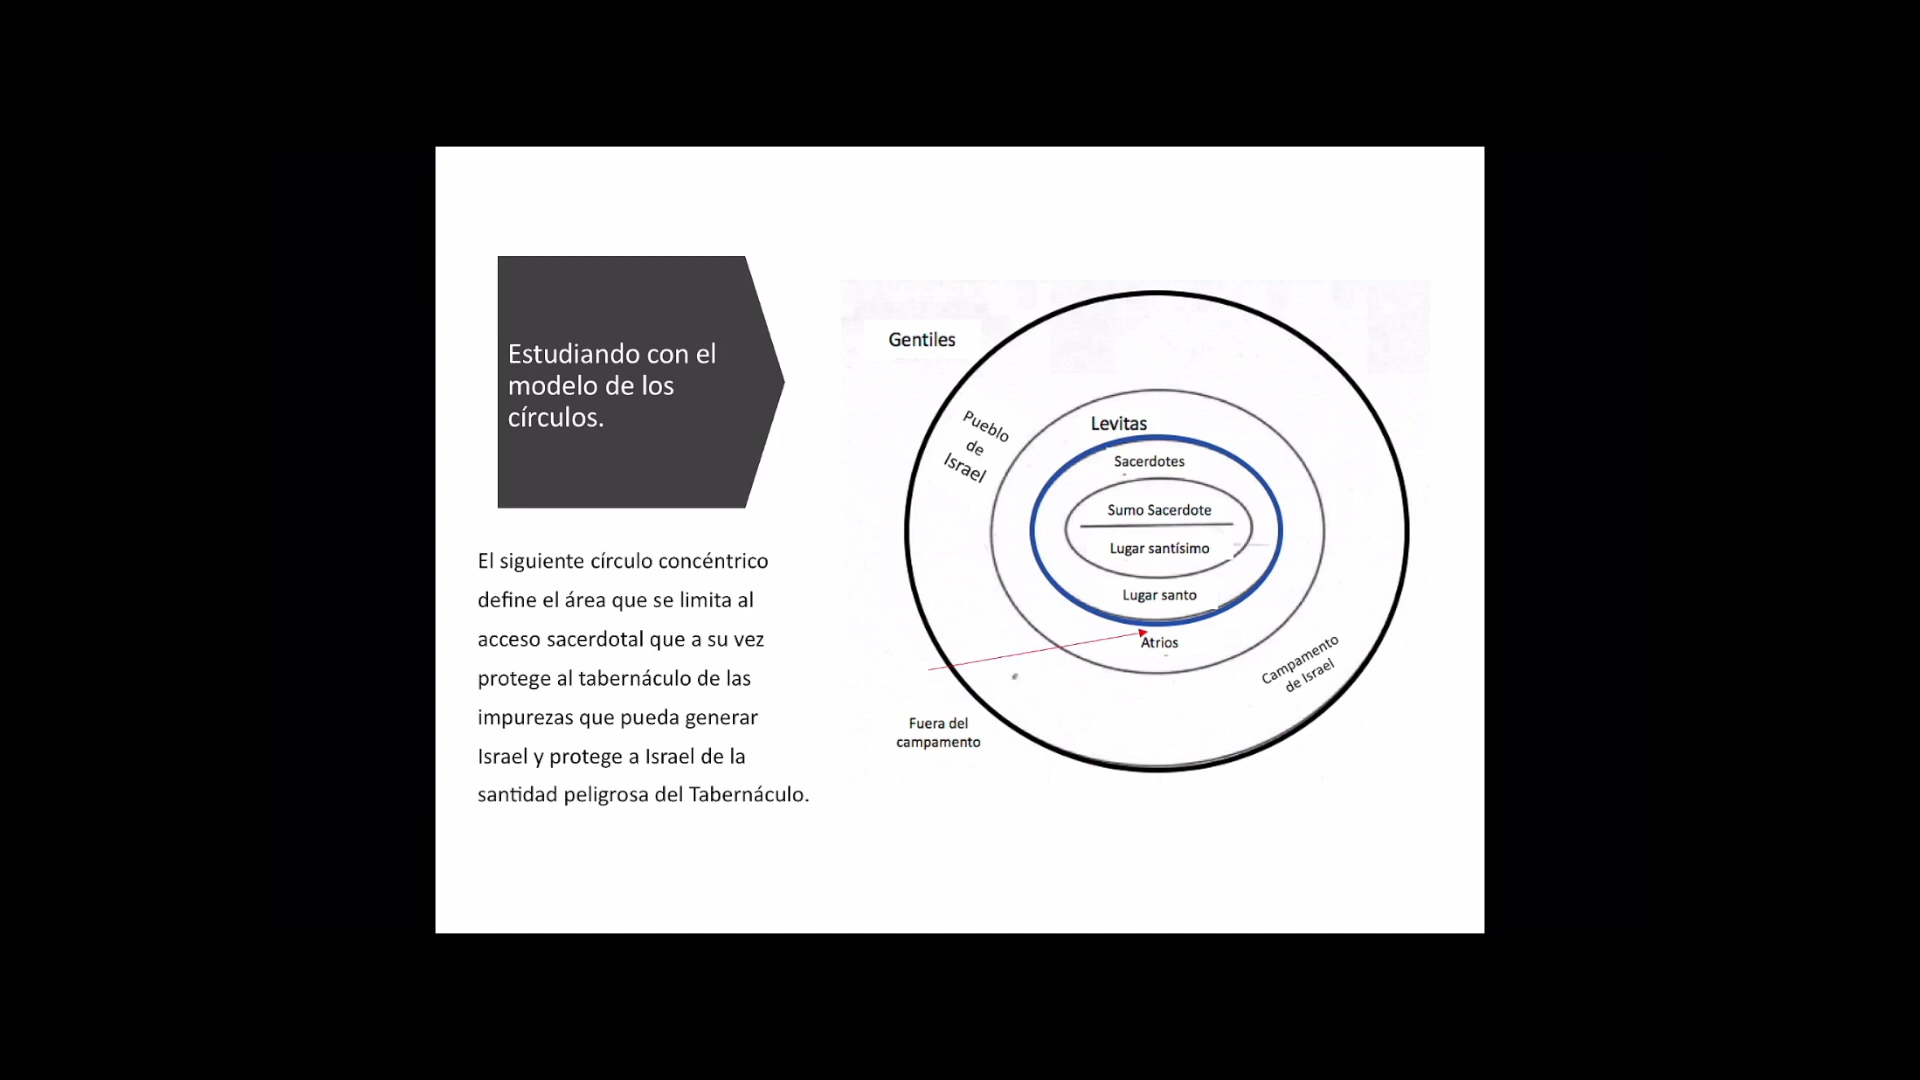 Estudiando con el
modelo de los
círculos.
El siguiente círculo concéntrico
define el área que se limita al
acceso sacerdotal que a su vez
protege al tabernáculo de las
impurezas que pueda generar
Israel y protege a Israel de la
santidad peligrosa del Tabernáculo.
Gentiles
Pueblo
de
Israel
Levitas
Sacerdotes
Sumo Sacerdote
Lugar santísimo
Lugar santo
Atrios
Campamento
de Israel
Fuera del
campamento